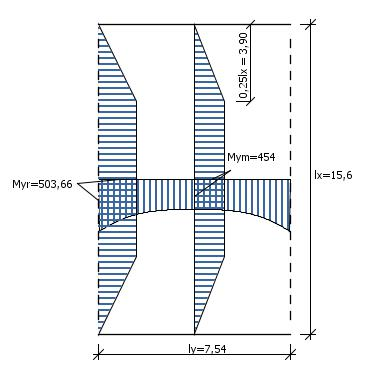 0,25lx = 3,90
Mym=454
Myr=503,66
lx=15,6
ly=7,54